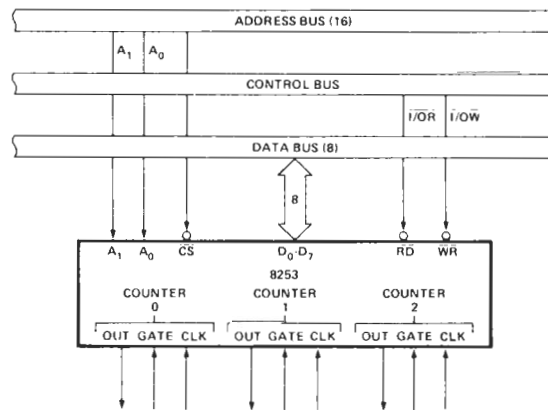 ADDRESS BUS (16)
A1 A0
CONTROL BUS
I/OR I/OW
DATA BUS (8)
8
A1 A0 CS D0-D7 RD WR
8253
COUNTER COUNTER COUNTER
0 1 2
OUT GATE CLK OUT GATE CLK OUT GATE CLK